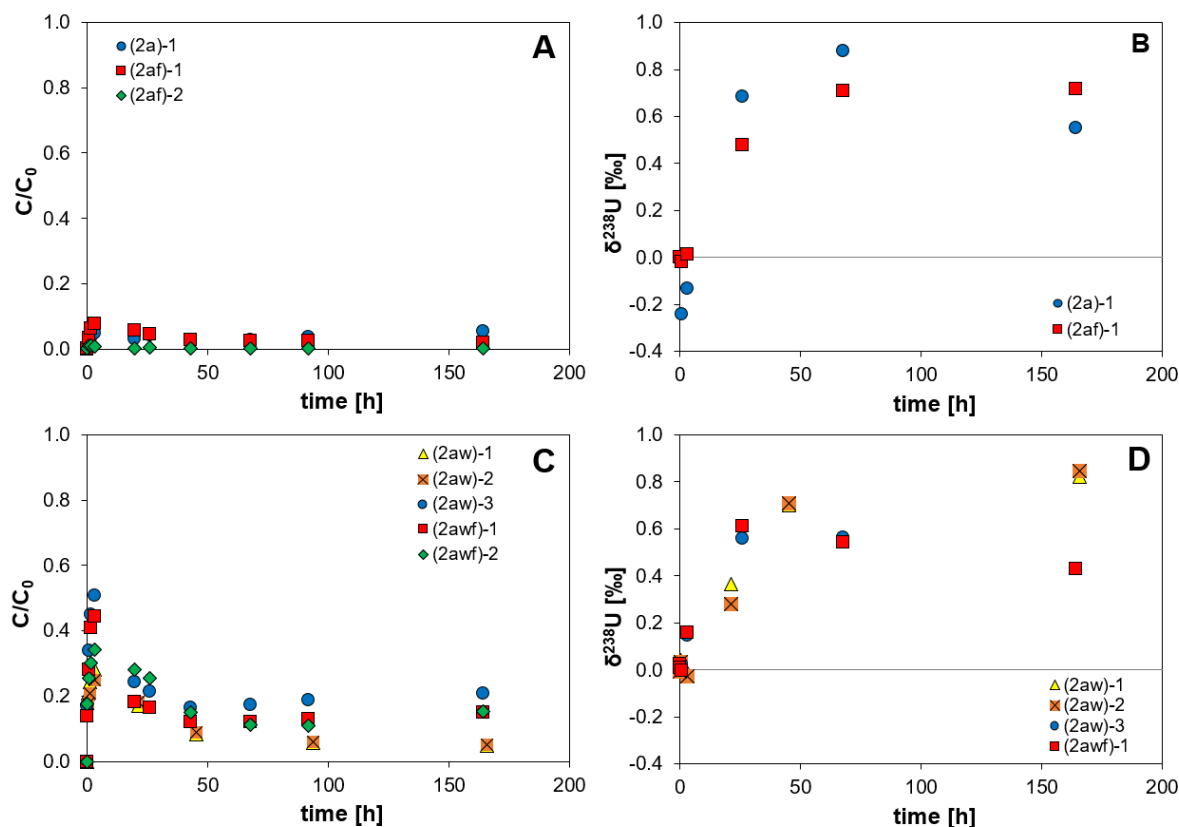 A
(2a)-1
(2af)-1
(2af)-2
C/C0
1.0
0.8
0.6
0.4
0.2
0.0
0 50 100 150 200
time [h]
B
δ238U [‰]
1.0
0.8
0.6
0.4
0.2
0.0
-0.2
-0.4
(2a)-1
(2af)-1
0 50 100 150 200
time [h]
C
(2aw)-1
(2aw)-2
(2aw)-3
(2awf)-1
(2awf)-2
C/C0
1.0
0.8
0.6
0.4
0.2
0.0
0 50 100 150 200
time [h]
D
δ238U [‰]
1.0
0.8
0.6
0.4
0.2
0.0
-0.2
-0.4
(2aw)-1
(2aw)-2
(2aw)-3
(2awf)-1
0 50 100 150 200
time [h]